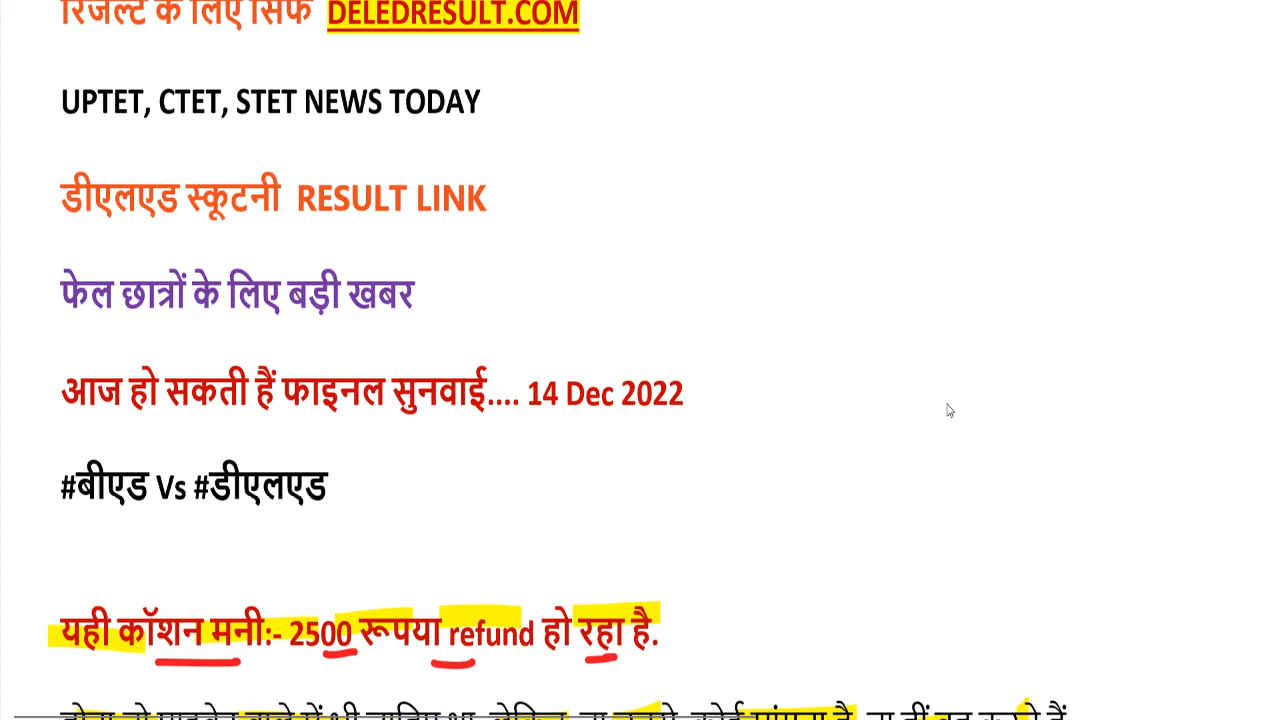 रिजल्ट के लिए सिर्फ DELEDRESULT.COM
UPTET, CTET, STET NEWS TODAY
डीएलएड स्कूटनी RESULT LINK
फेल छात्रों के लिए बड़ी खबर
आज हो सकती हैं फाइनल सुनवाई.... 14 Dec 2022
#बीएड Vs #डीएलएड
यही कॉशन मनी:- 2500 रूपया refund हो रहा है.